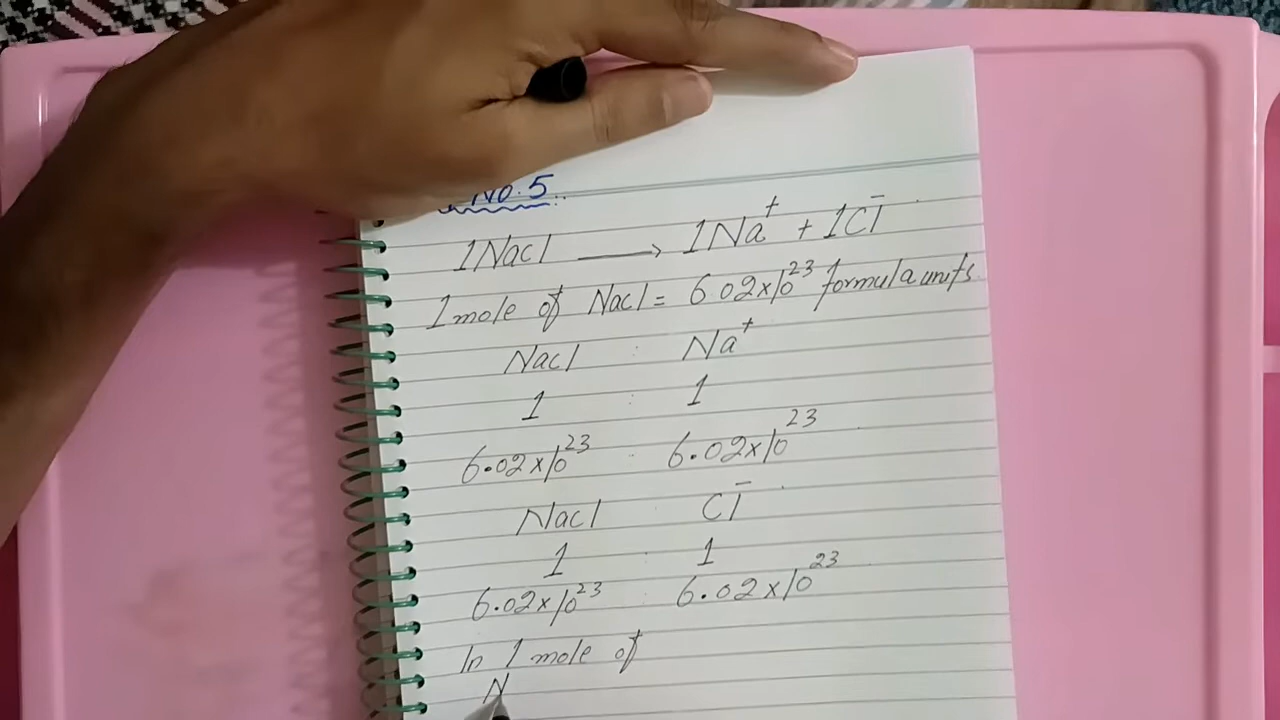 No. 5
1Nacl ⟶ 1Na⁺ + 1Cl⁻
1mole of Nacl = 6 02x10²³ formula units
Nacl : Na⁺
1 : 1
6.02x10²³ : 6.02x10²³
Nacl Cl⁻
1 : 1
6.02x10²³ : 6.02x10²³
In 1 mole of
N